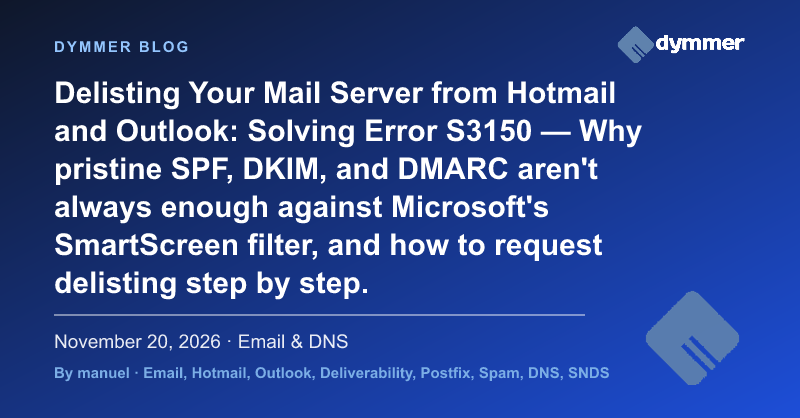 DYMMER BLOG
dymmer
Delisting Your Mail Server from Hotmail
and Outlook: Solving Error S3150 — Why
pristine SPF, DKIM, and DMARC aren't
always enough against Microsoft's
SmartScreen filter, and how to request
delisting step by step.
November 20, 2026 · Email & DNS
By manuel · Email, Hotmail, Outlook, Deliverability, Postfix, Spam, DNS, SNDS